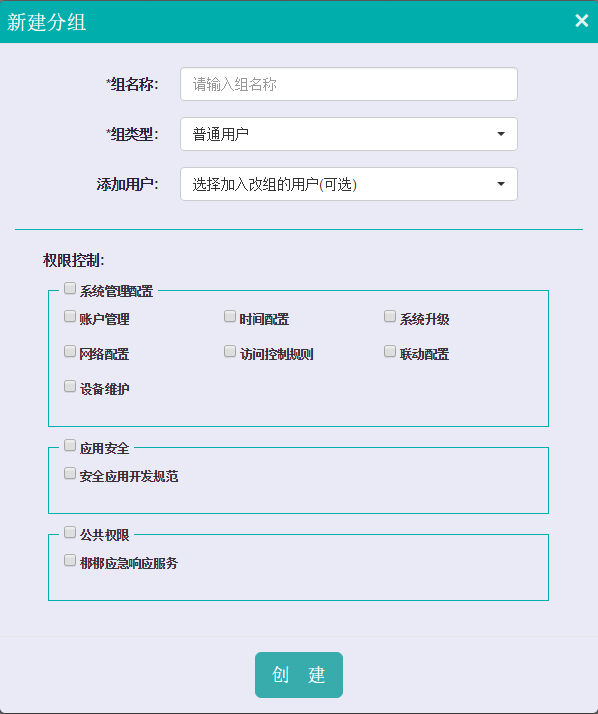 新建分组
*组名称：
请输入组名称
*组类型：
普通用户
添加用户：
选择加入改组的用户(可选)
权限控制:
系统管理配置
账户管理 时间配置 系统升级
网络配置 访问控制规则 联动配置
设备维护
应用安全
安全应用开发规范
公共权限
梆梆应急响应服务
创 建